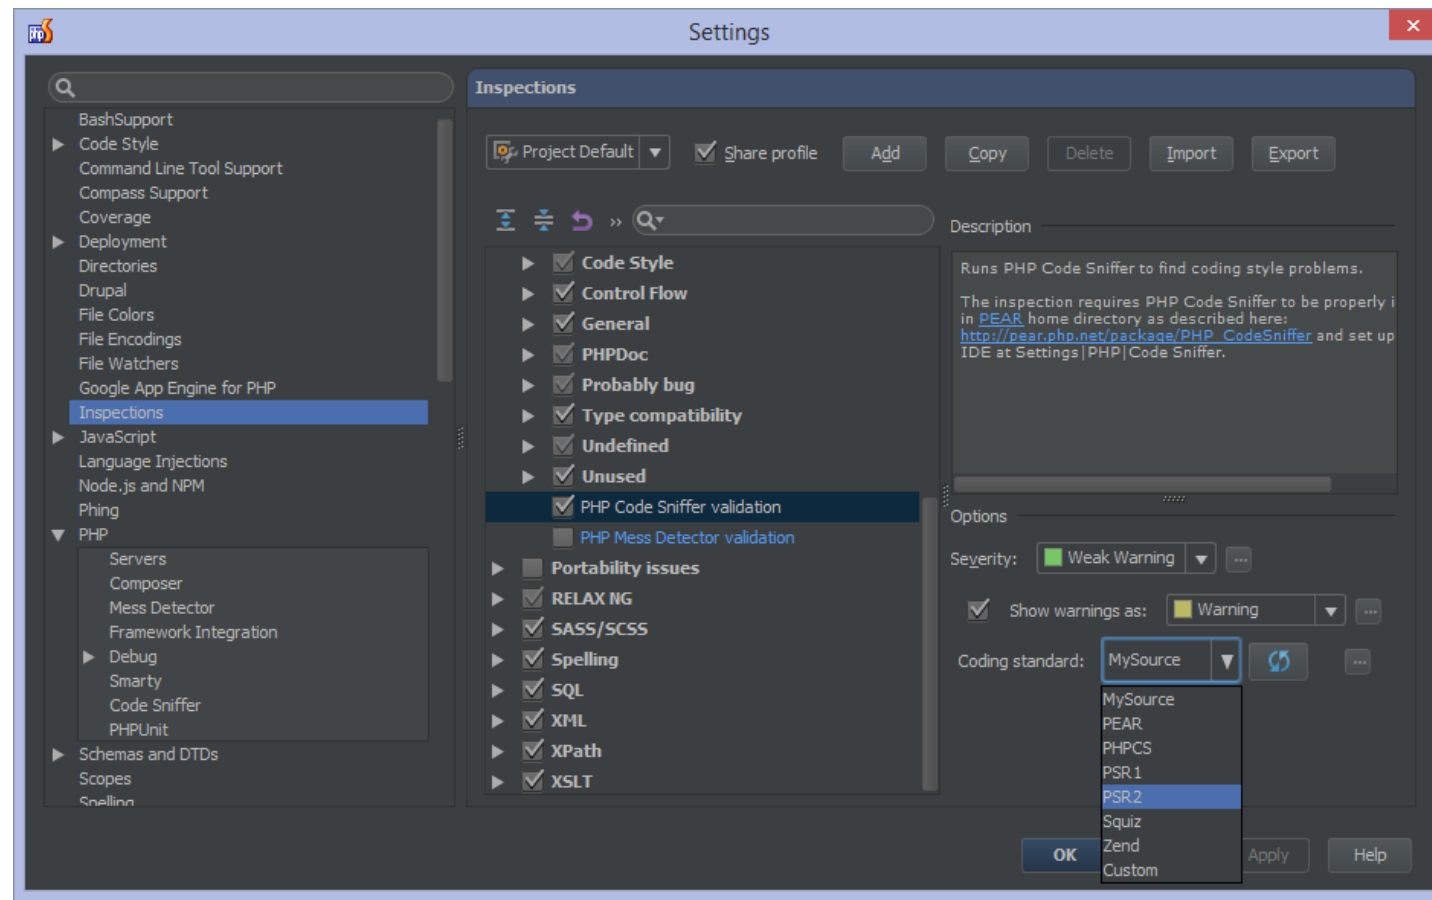 php
Settings
BashSupport
Code Style
Command Line Tool Support
Compass Support
Coverage
Deployment
Directories
Drupal
File Colors
File Encodings
File Watchers
Google App Engine for PHP
Inspections
JavaScript
Language Injections
Node.js and NPM
Phing
PHP
Servers
Composer
Mess Detector
Framework Integration
Debug
Smarty
Code Sniffer
PHPUnit
Schemas and DTDs
Scopes
Spelling
Inspections
Project Default
Share profile
Add
Copy
Delete
Import
Export
Code Style
Control Flow
General
PHPDoc
Probably bug
Type compatibility
Undefined
Unused
PHP Code Sniffer validation
PHP Mess Detector validation
Portability issues
RELAX NG
SASS/SCSS
Spelling
SQL
XML
XPath
XSLT
Description
Runs PHP Code Sniffer to find coding style problems.
The inspection requires PHP Code Sniffer to be properly i
in PEAR home directory as described here:
http://pear.php.net/package/PHP_CodeSniffer and set up
IDE at Settings|PHP|Code Sniffer.
Options
Severity: Weak Warning ...
Show warnings as: Warning ...
Coding standard: MySource ...
MySource
PEAR
PHPCS
PSR1
PSR2
Squiz
Zend
Custom
OK
Apply
Help